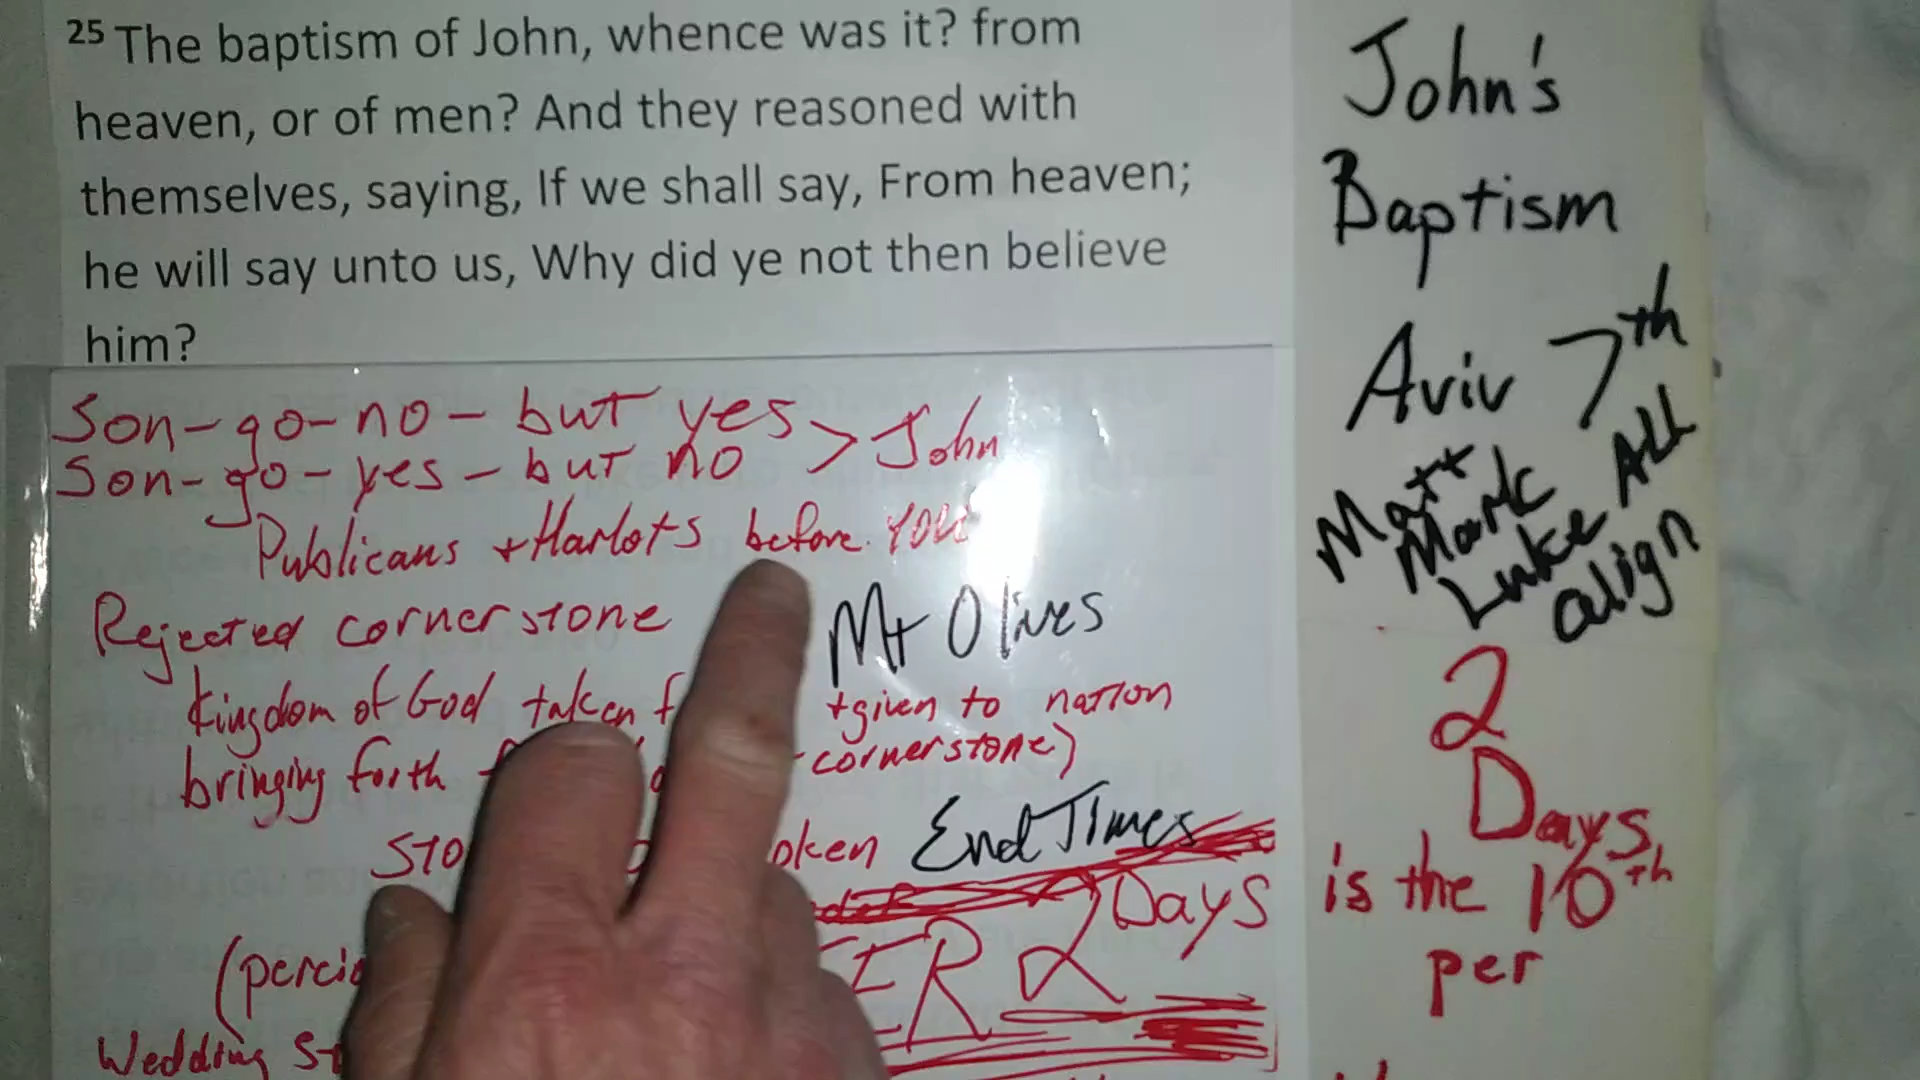 25 The baptism of John, whence was it? from
heaven, or of men? And they reasoned with
themselves, saying, If we shall say, From heaven;
he will say unto us, Why did ye not then believe
him?
Son-go-no- but yes > John
Son-go-yes-but no
Publicans + Harlots before YOU
Rejected cornerstone
Mt Olives
Kingdom of God taken +given to nation
bringing forth -cornerstone)
End Times
2 Days
Wedding
John's
Baptism
Aviv 7th
Matt
Mark
Luke ALL
align
2
Days
is the 10th
per